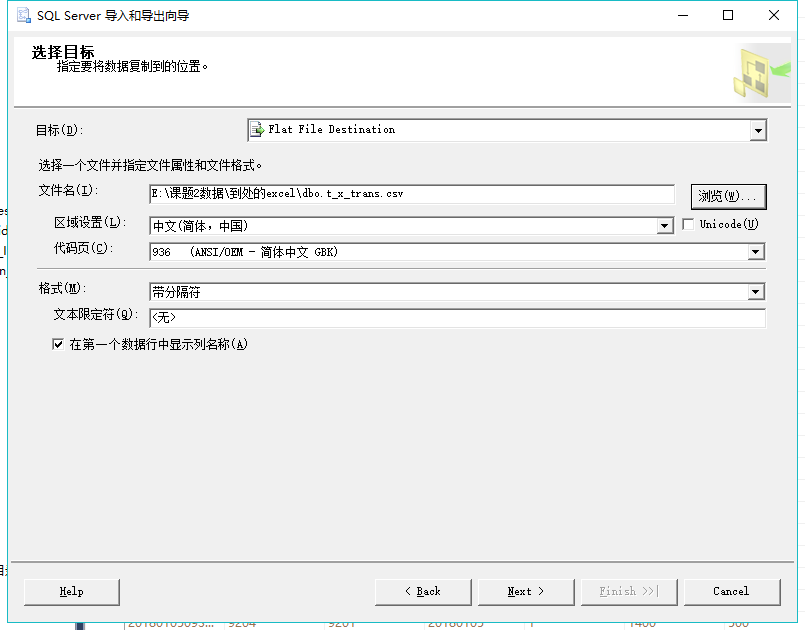 SQL Server 导入和导出向导
选择目标
指定要将数据复制到的位置。
目标(D):
Flat File Destination
选择一个文件并指定文件属性和文件格式。
文件名(I):
E:\课题2数据\到处的excel\dbo.t_x_trans.csv
浏览(W)...
区域设置(L):
中文(简体，中国)
Unicode(U)
代码页(C):
936 (ANSI/OEM - 简体中文 GBK)
格式(M):
带分隔符
文本限定符(Q):
<无>
在第一个数据行中显示列名称(A)
Help
< Back
Next >
Finish >>|
Cancel